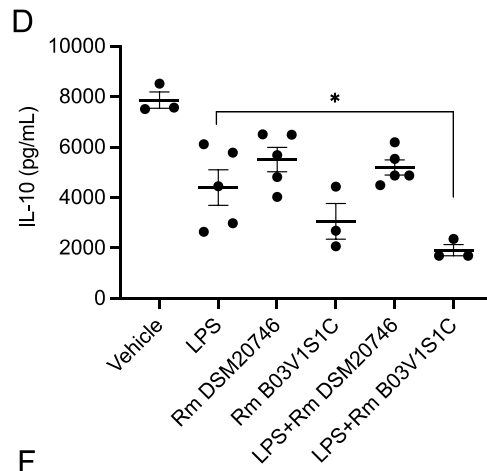 D
10000
8000
6000
4000
2000
0
IL-10 (pg/mL)
*
Vehicle
LPS
Rm DSM20746
Rm B03V1S1C
LPS+Rm DSM20746
LPS+Rm B03V1S1C
F